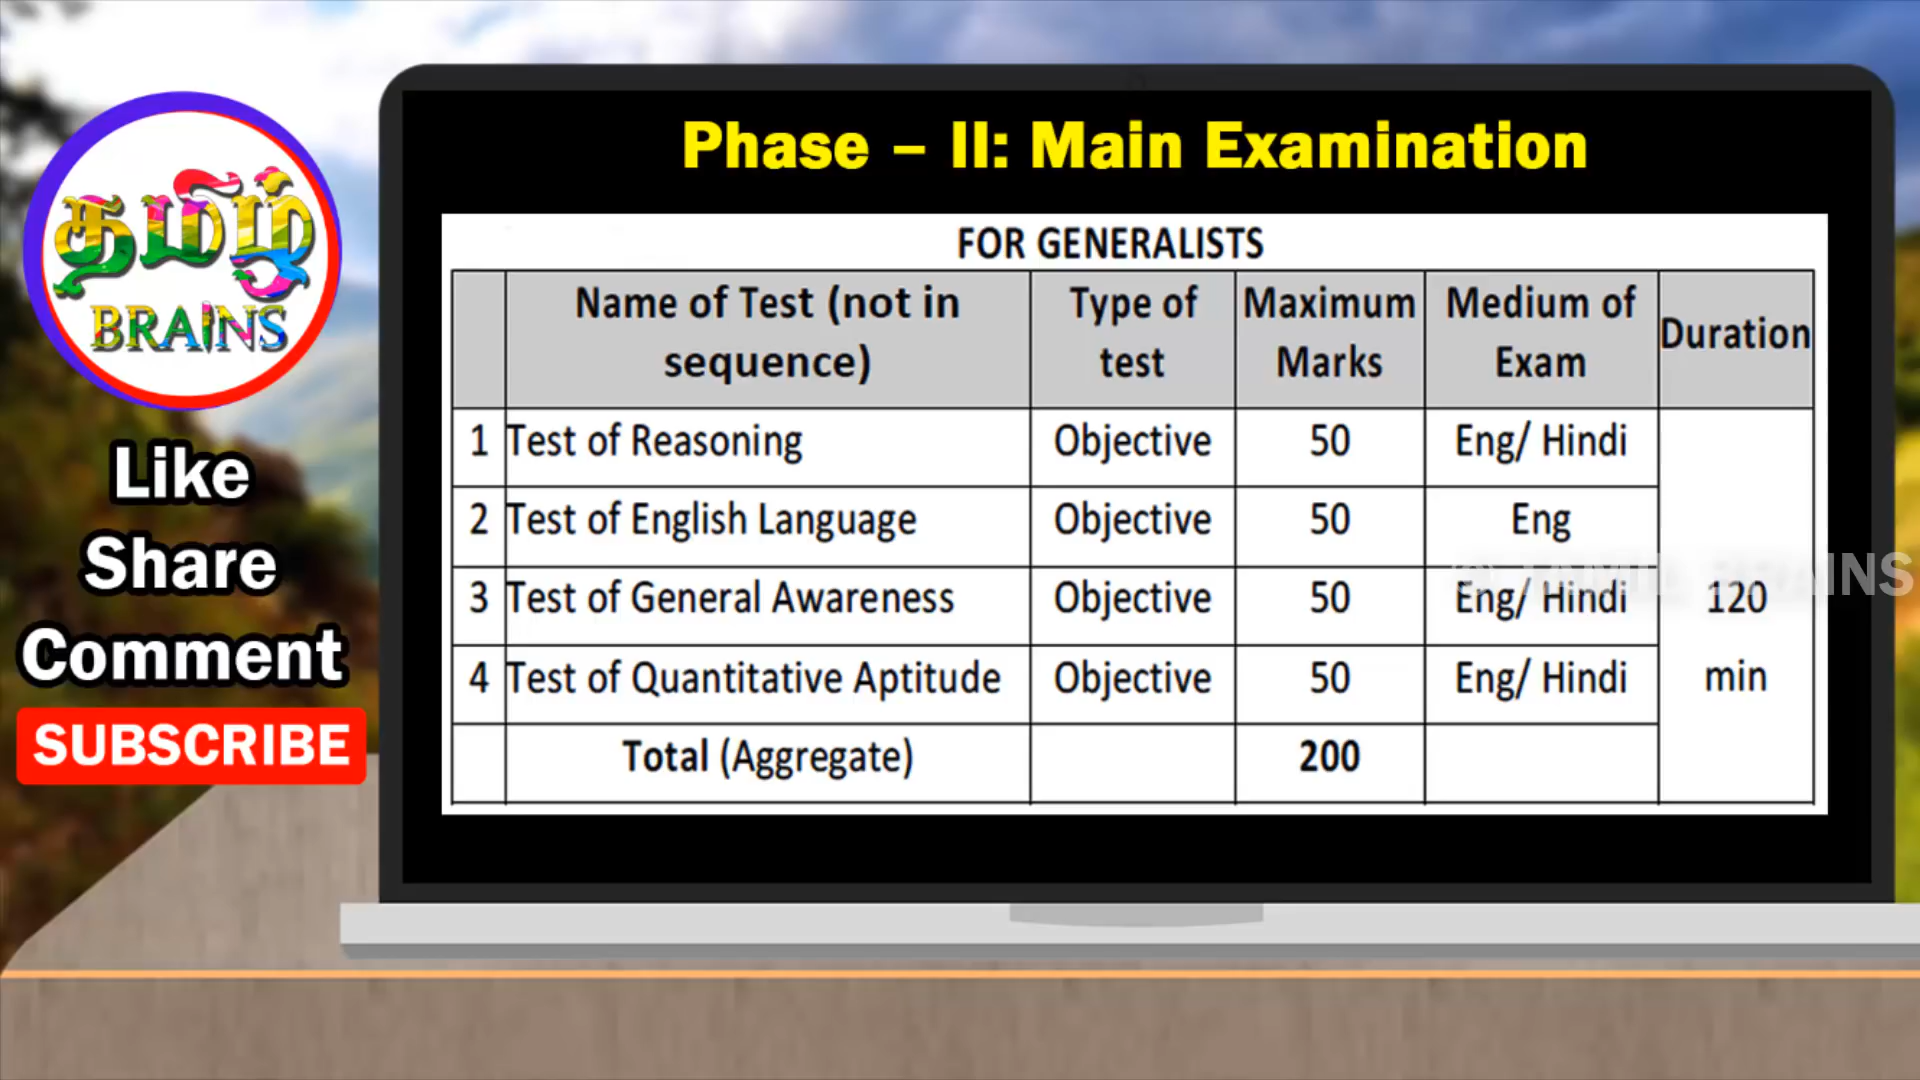 தமிழ்
BRAINS
Like
Share
Comment
SUBSCRIBE
Phase – II: Main Examination
FOR GENERALISTS
Name of Test (not in sequence) Type of test Maximum Marks Medium of Exam Duration
1 Test of Reasoning Objective 50 Eng/ Hindi
2 Test of English Language Objective 50 Eng
3 Test of General Awareness Objective 50 Eng/ Hindi 120
4 Test of Quantitative Aptitude Objective 50 Eng/ Hindi min
Total (Aggregate) 200
© TAMIL BRAINS